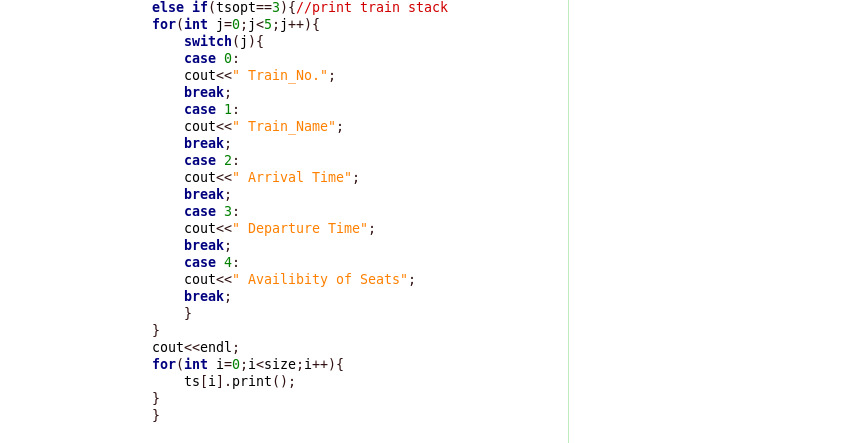 else if(tsopt==3){//print train stack
for(int j=0;j<5;j++){
switch(j){
case 0:
cout<<" Train_No.";
break;
case 1:
cout<<" Train_Name";
break;
case 2:
cout<<" Arrival Time";
break;
case 3:
cout<<" Departure Time";
break;
case 4:
cout<<" Availibity of Seats";
break;
}
}
cout<<endl;
for(int i=0;i<size;i++){
ts[i].print();
}
}